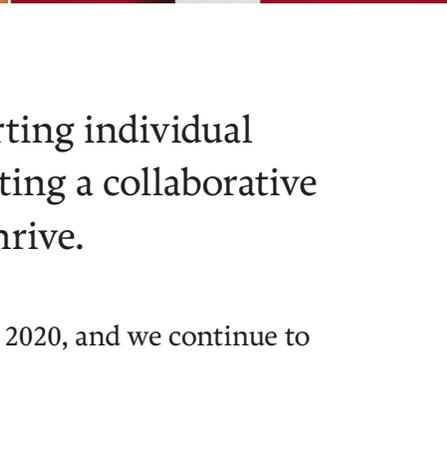 rting individual
ting a collaborative
hrive.
2020, and we continue to